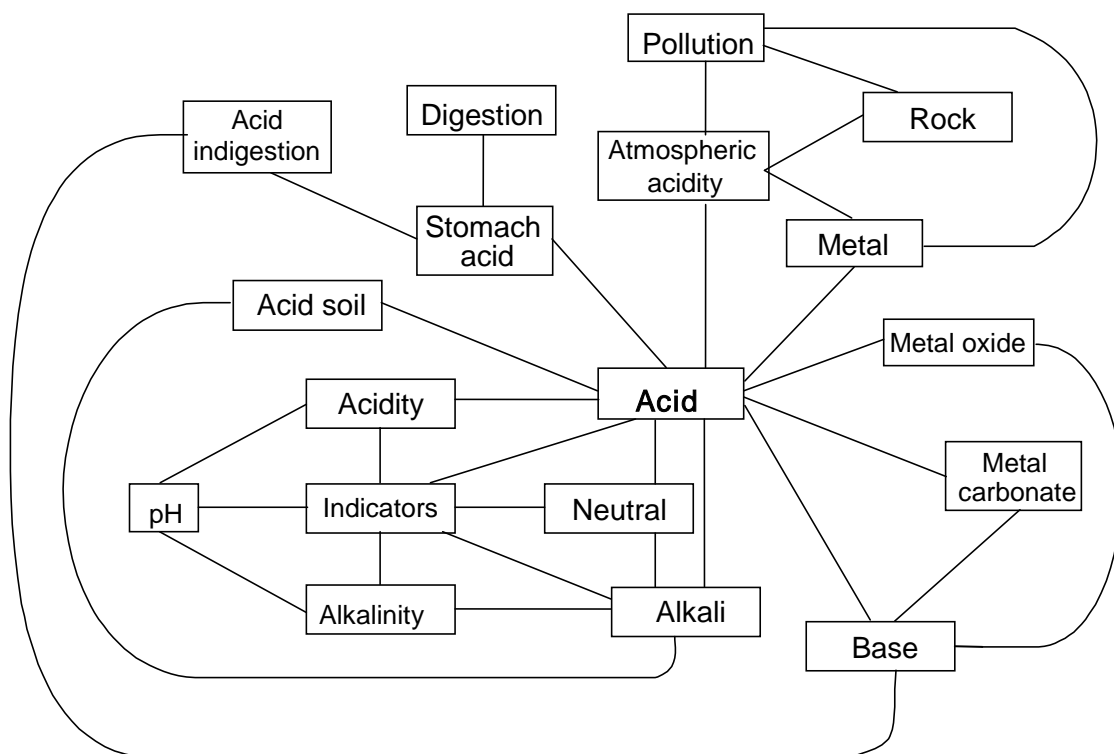 Pollution
Digestion
Rock
Acid
indigestion
Atmospheric
acidity
Stomach
acid
Metal
Acid soil
Metal oxide
Acid
Acidity
Metal
carbonate
pH
Indicators
Neutral
Alkalinity
Alkali
Base